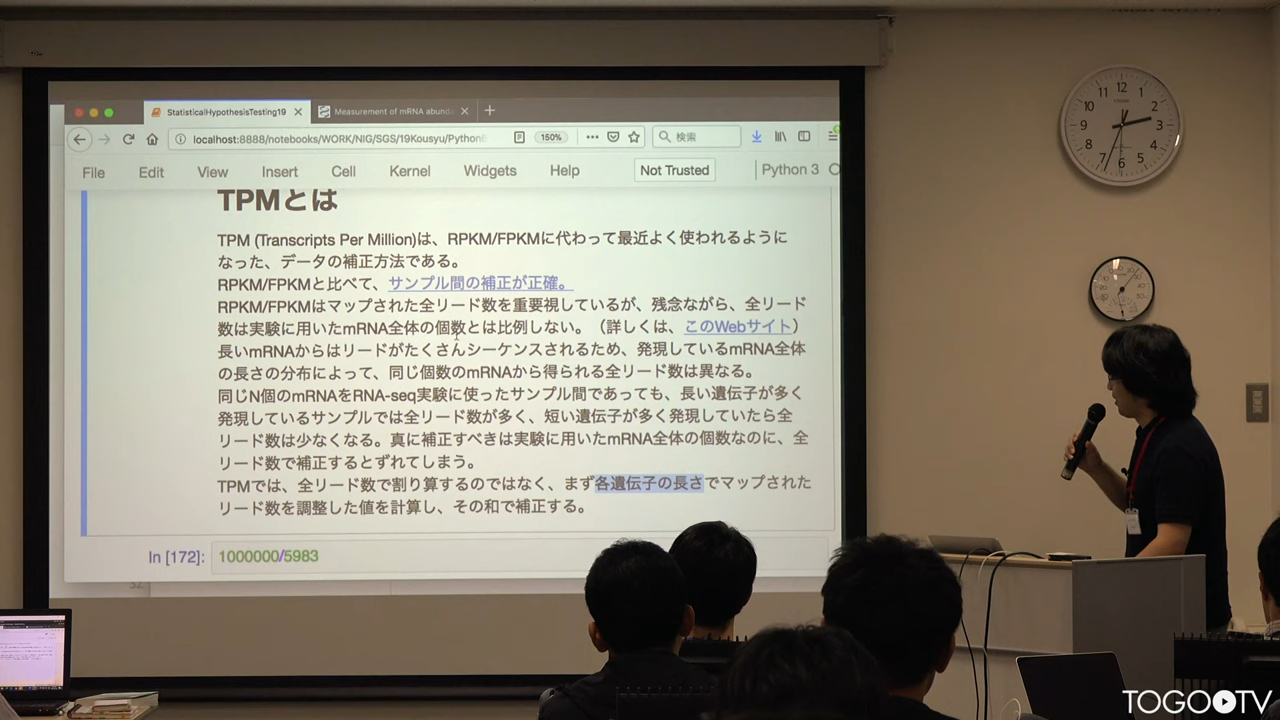 StatisticalHypothesisTesting19
Measurement of mRNA abunda
localhost:8888/notebooks/WORK/NIG/SGS/19Kousyu/Python
150%
検索
File Edit View Insert Cell Kernel Widgets Help Not Trusted Python 3
TPMとは
TPM (Transcripts Per Million)は、RPKM/FPKMに代わって最近よく使われるように
なった、データの補正方法である。
RPKM/FPKMと比べて、サンプル間の補正が正確。
RPKM/FPKMはマップされた全リード数を重要視しているが、残念ながら、全リード
数は実験に用いたmRNA全体の個数とは比例しない。（詳しくは、このWebサイト）
長いmRNAからはリードがたくさんシーケンスされるため、発現しているmRNA全体
の長さの分布によって、同じ個数のmRNAから得られる全リード数は異なる。
同じN個のmRNAをRNA-seq実験に使ったサンプル間であっても、長い遺伝子が多く
発現しているサンプルでは全リード数が多く、短い遺伝子が多く発現していたら全
リード数は少なくなる。真に補正すべきは実験に用いたmRNA全体の個数なのに、全
リード数で補正するとずれてしまう。
TPMでは、全リード数で割り算するのではなく、まず各遺伝子の長さでマップされた
リード数を調整した値を計算し、その和で補正する。
In [172]: 1000000/5983
12
1
2
3
4
5
6
7
8
9
10
11
TOGOTV